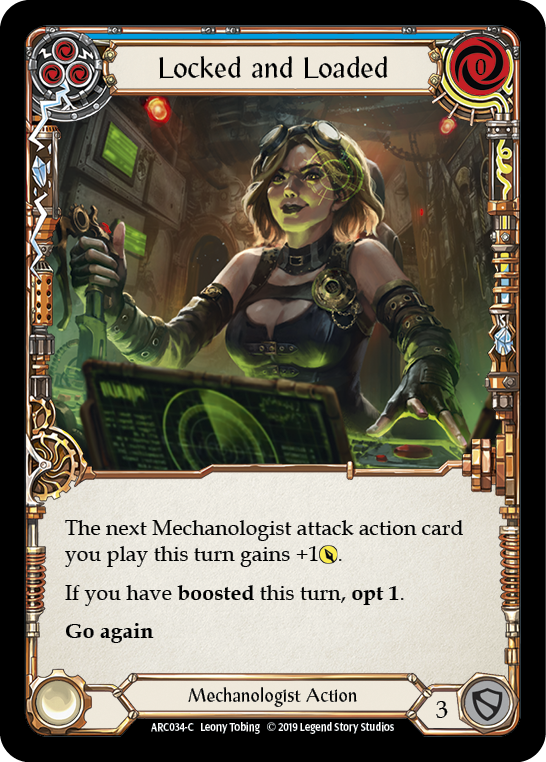 Locked and Loaded
0
The next Mechanologist attack action card
you play this turn gains +1.
If you have boosted this turn, opt 1.
Go again
Mechanologist Action
3
ARC034-C Leony Tobing © 2019 Legend Story Studios